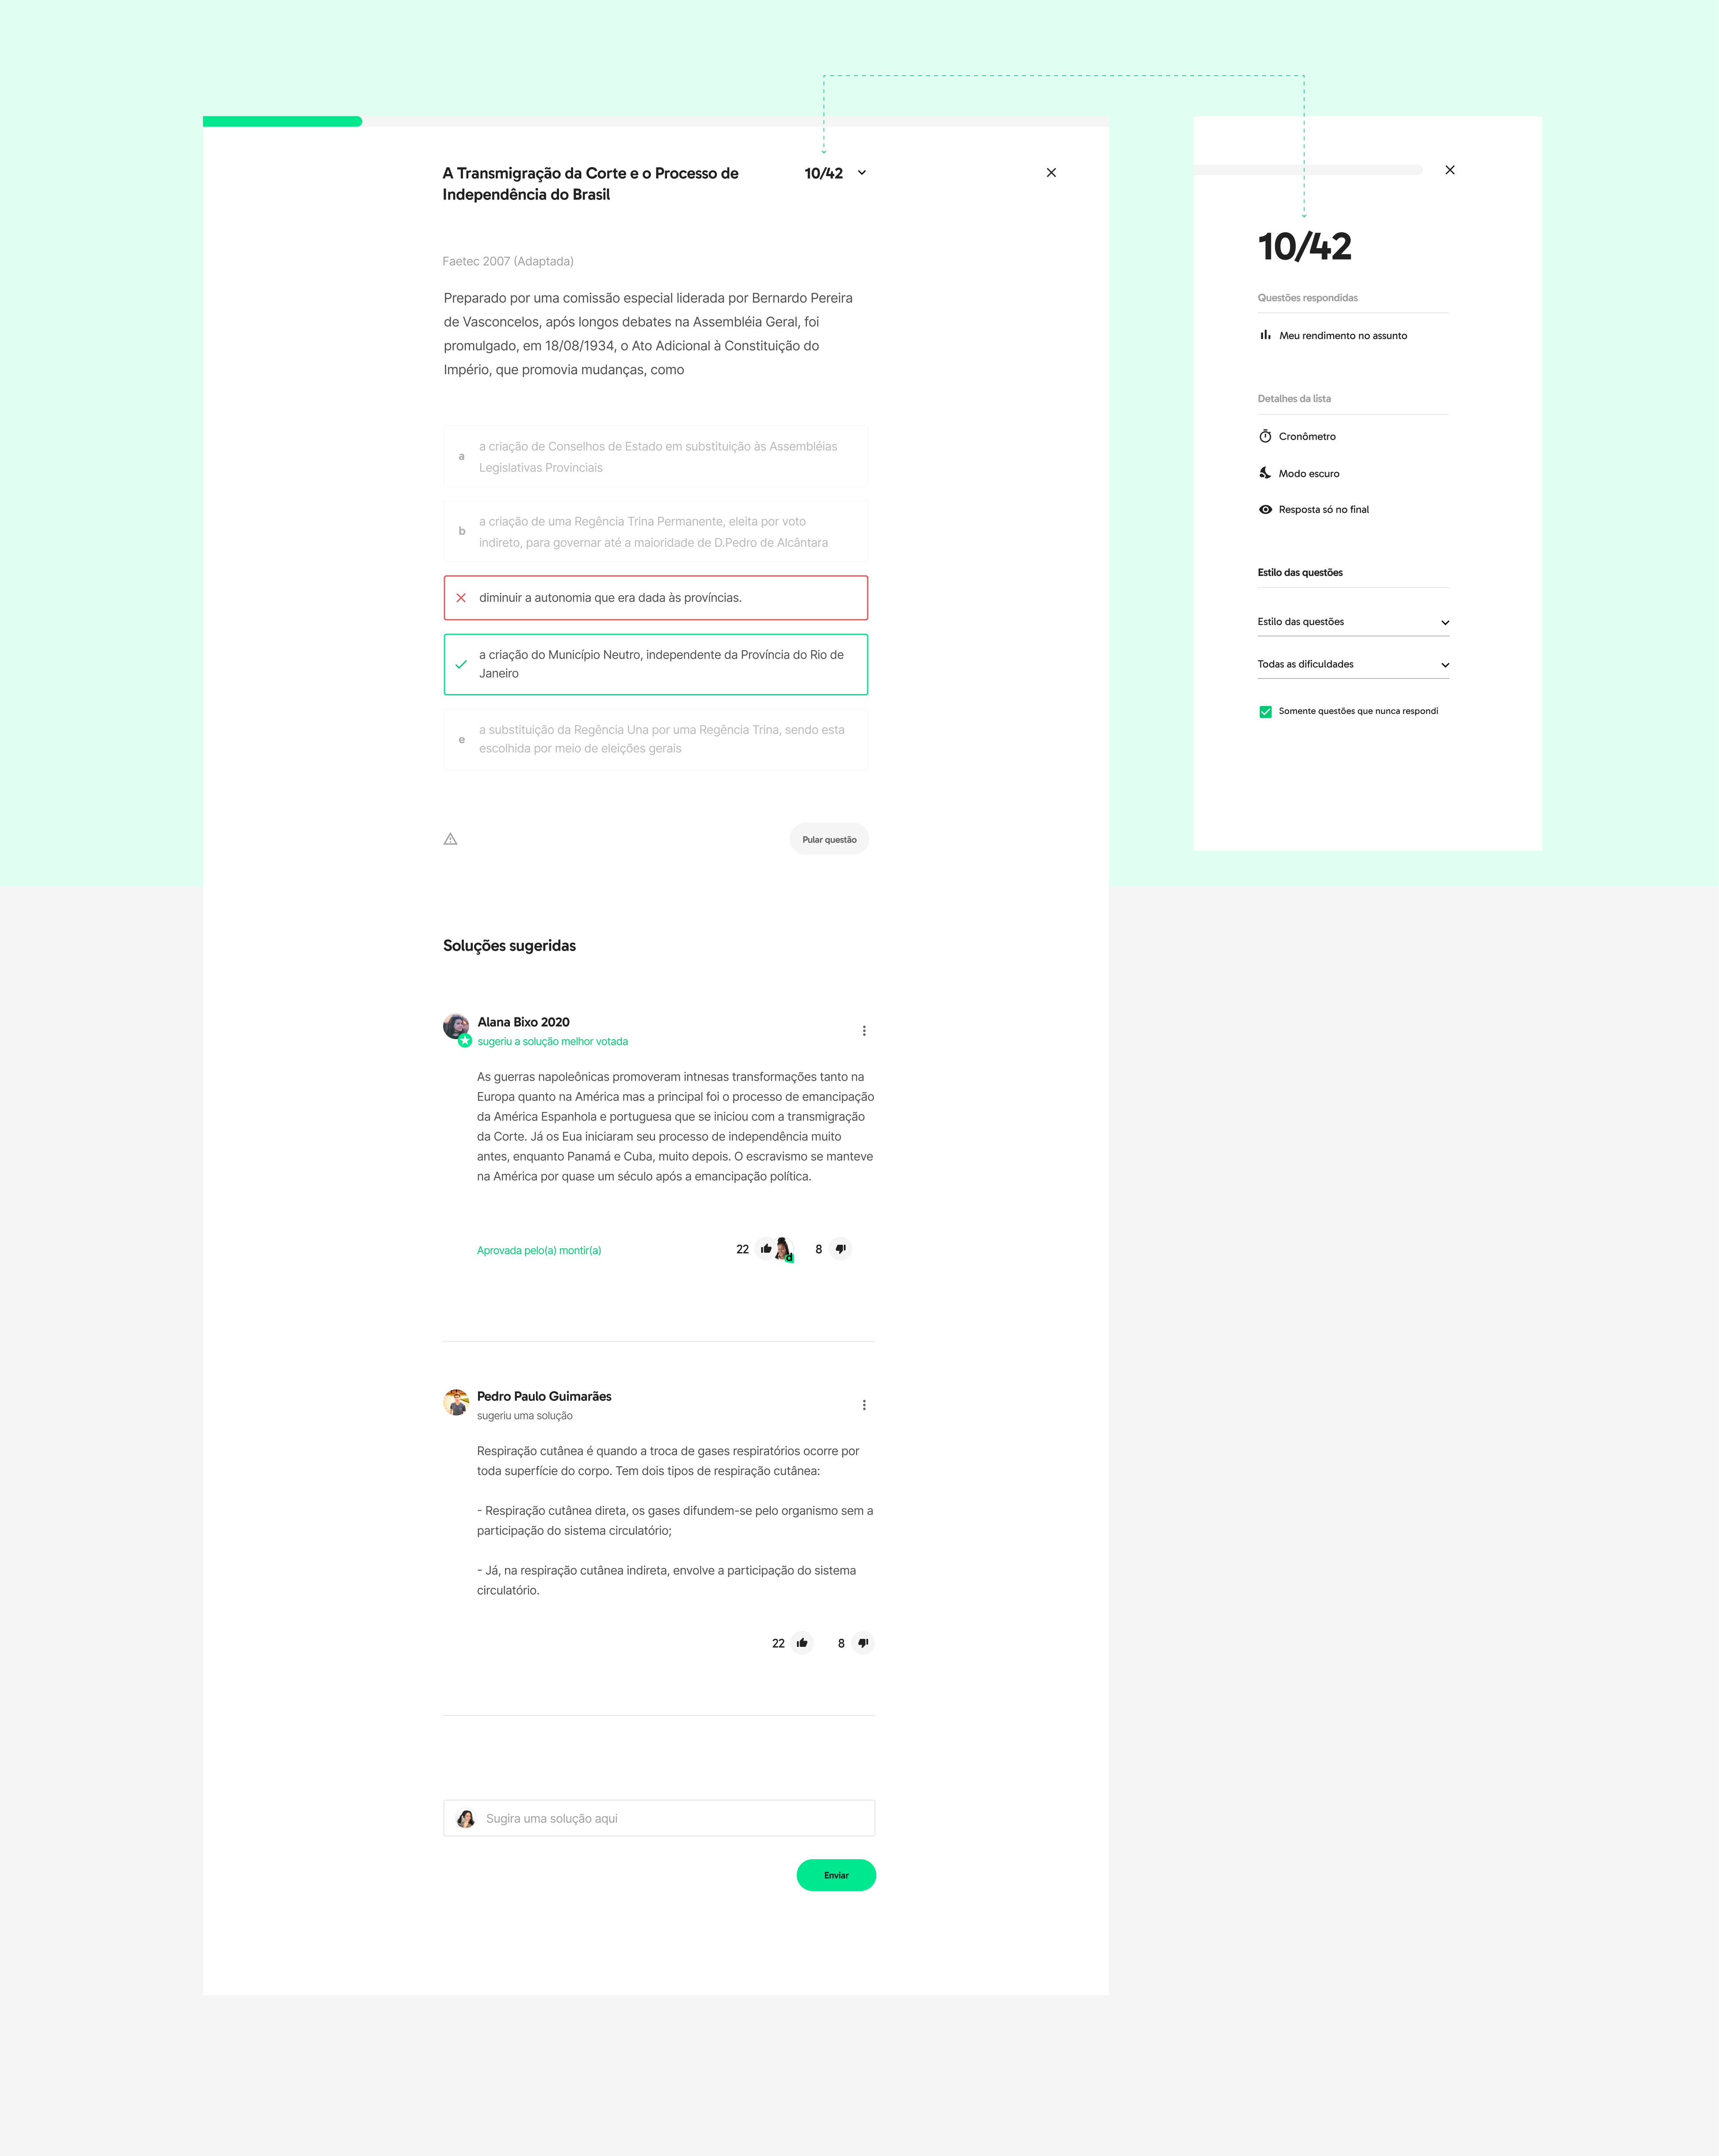 A Transmigração da Corte e o Processo de
Independência do Brasil
10/42
Faetec 2007 (Adaptada)
Preparado por uma comissão especial liderada por Bernardo Pereira
de Vasconcelos, após longos debates na Assembléia Geral, foi
promulgado, em 18/08/1934, o Ato Adicional à Constituição do
Império, que promovia mudanças, como
a
a criação de Conselhos de Estado em substituição às Assembléias
Legislativas Provinciais
b
a criação de uma Regência Trina Permanente, eleita por voto
indireto, para governar até a maioridade de D.Pedro de Alcântara
diminuir a autonomia que era dada às províncias.
a criação do Município Neutro, independente da Província do Rio de
Janeiro
e
a substituição da Regência Una por uma Regência Trina, sendo esta
escolhida por meio de eleições gerais
Pular questão
Soluções sugeridas
Alana Bixo 2020
sugeriu a solução melhor votada
As guerras napoleônicas promoveram intnesas transformações tanto na
Europa quanto na América mas a principal foi o processo de emancipação
da América Espanhola e portuguesa que se iniciou com a transmigração
da Corte. Já os Eua iniciaram seu processo de independência muito
antes, enquanto Panamá e Cuba, muito depois. O escravismo se manteve
na América por quase um século após a emancipação política.
Aprovada pelo(a) montir(a)
22
d
8
Pedro Paulo Guimarães
sugeriu uma solução
Respiração cutânea é quando a troca de gases respiratórios ocorre por
toda superfície do corpo. Tem dois tipos de respiração cutânea:
- Respiração cutânea direta, os gases difundem-se pelo organismo sem a
participação do sistema circulatório;
- Já, na respiração cutânea indireta, envolve a participação do sistema
circulatório.
22
8
Sugira uma solução aqui
Enviar
10/42
Questões respondidas
Meu rendimento no assunto
Detalhes da lista
Cronômetro
Modo escuro
Resposta só no final
Estilo das questões
Estilo das questões
Todas as dificuldades
Somente questões que nunca respondi